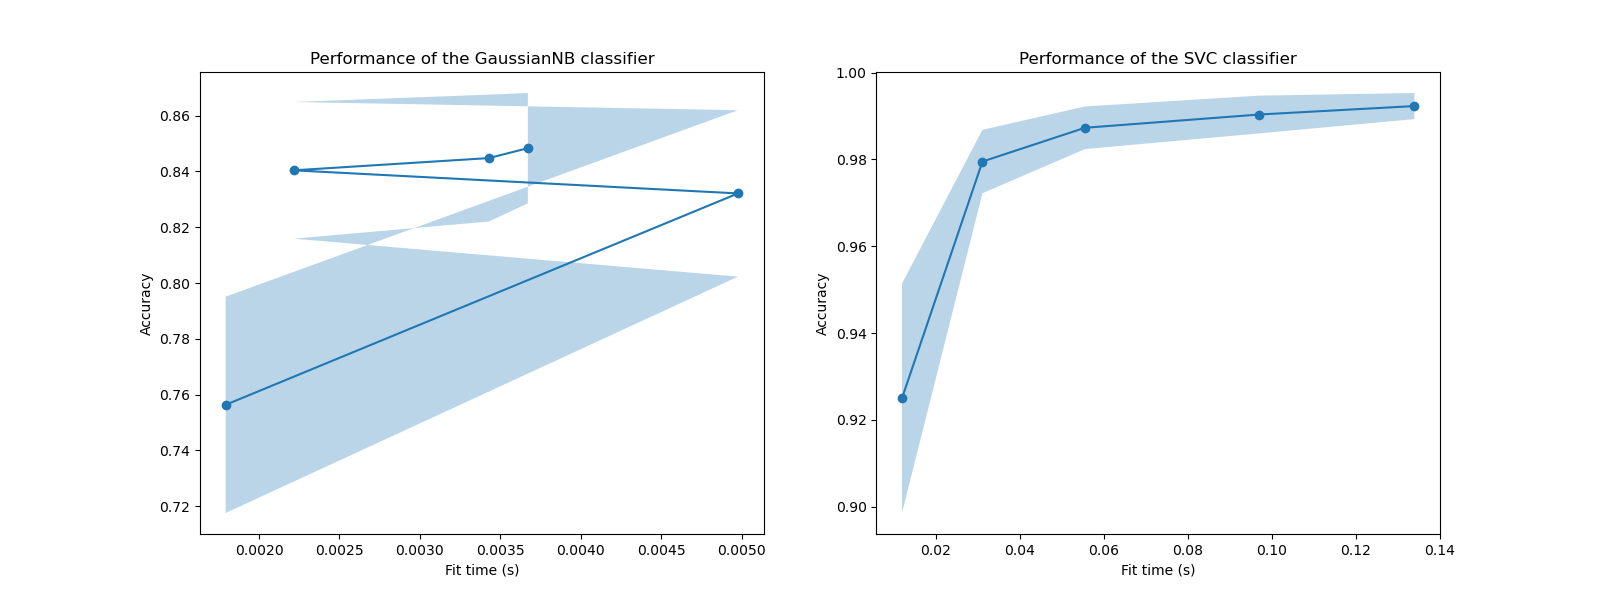 Performance of the GaussianNB classifier
0.86
0.84
0.82
0.80
0.78
0.76
0.74
0.72
Accuracy
0.0020 0.0025 0.0030 0.0035 0.0040 0.0045 0.0050
Fit time (s)
Performance of the SVC classifier
1.00
0.98
0.96
0.94
0.92
0.90
Accuracy
0.02 0.04 0.06 0.08 0.10 0.12 0.14
Fit time (s)